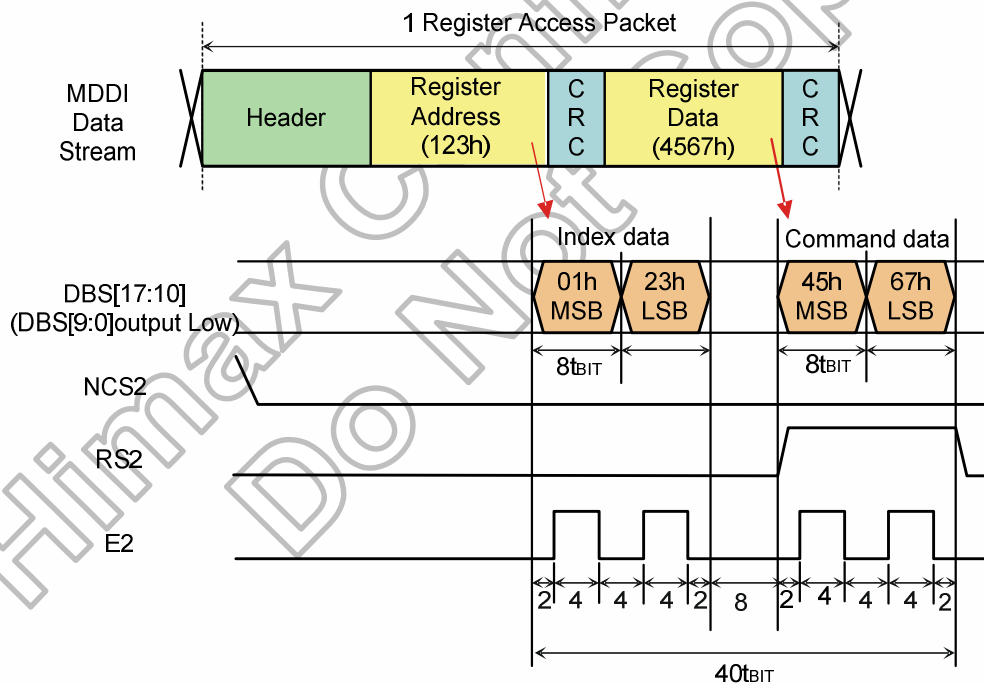 1 Register Access Packet
MDDI
Data
Stream
Header
Register
Address
(123h)
C
R
C
Register
Data
(4567h)
C
R
C
Index data
Command data
DBS[17:10]
(DBS[9:0]output Low)
01h
MSB
23h
LSB
45h
MSB
67h
LSB
8tBIT
8tBIT
NCS2
RS2
E2
2 4 4 4 2 8 2 4 4 4 2
40tBIT
Himax
Do Not